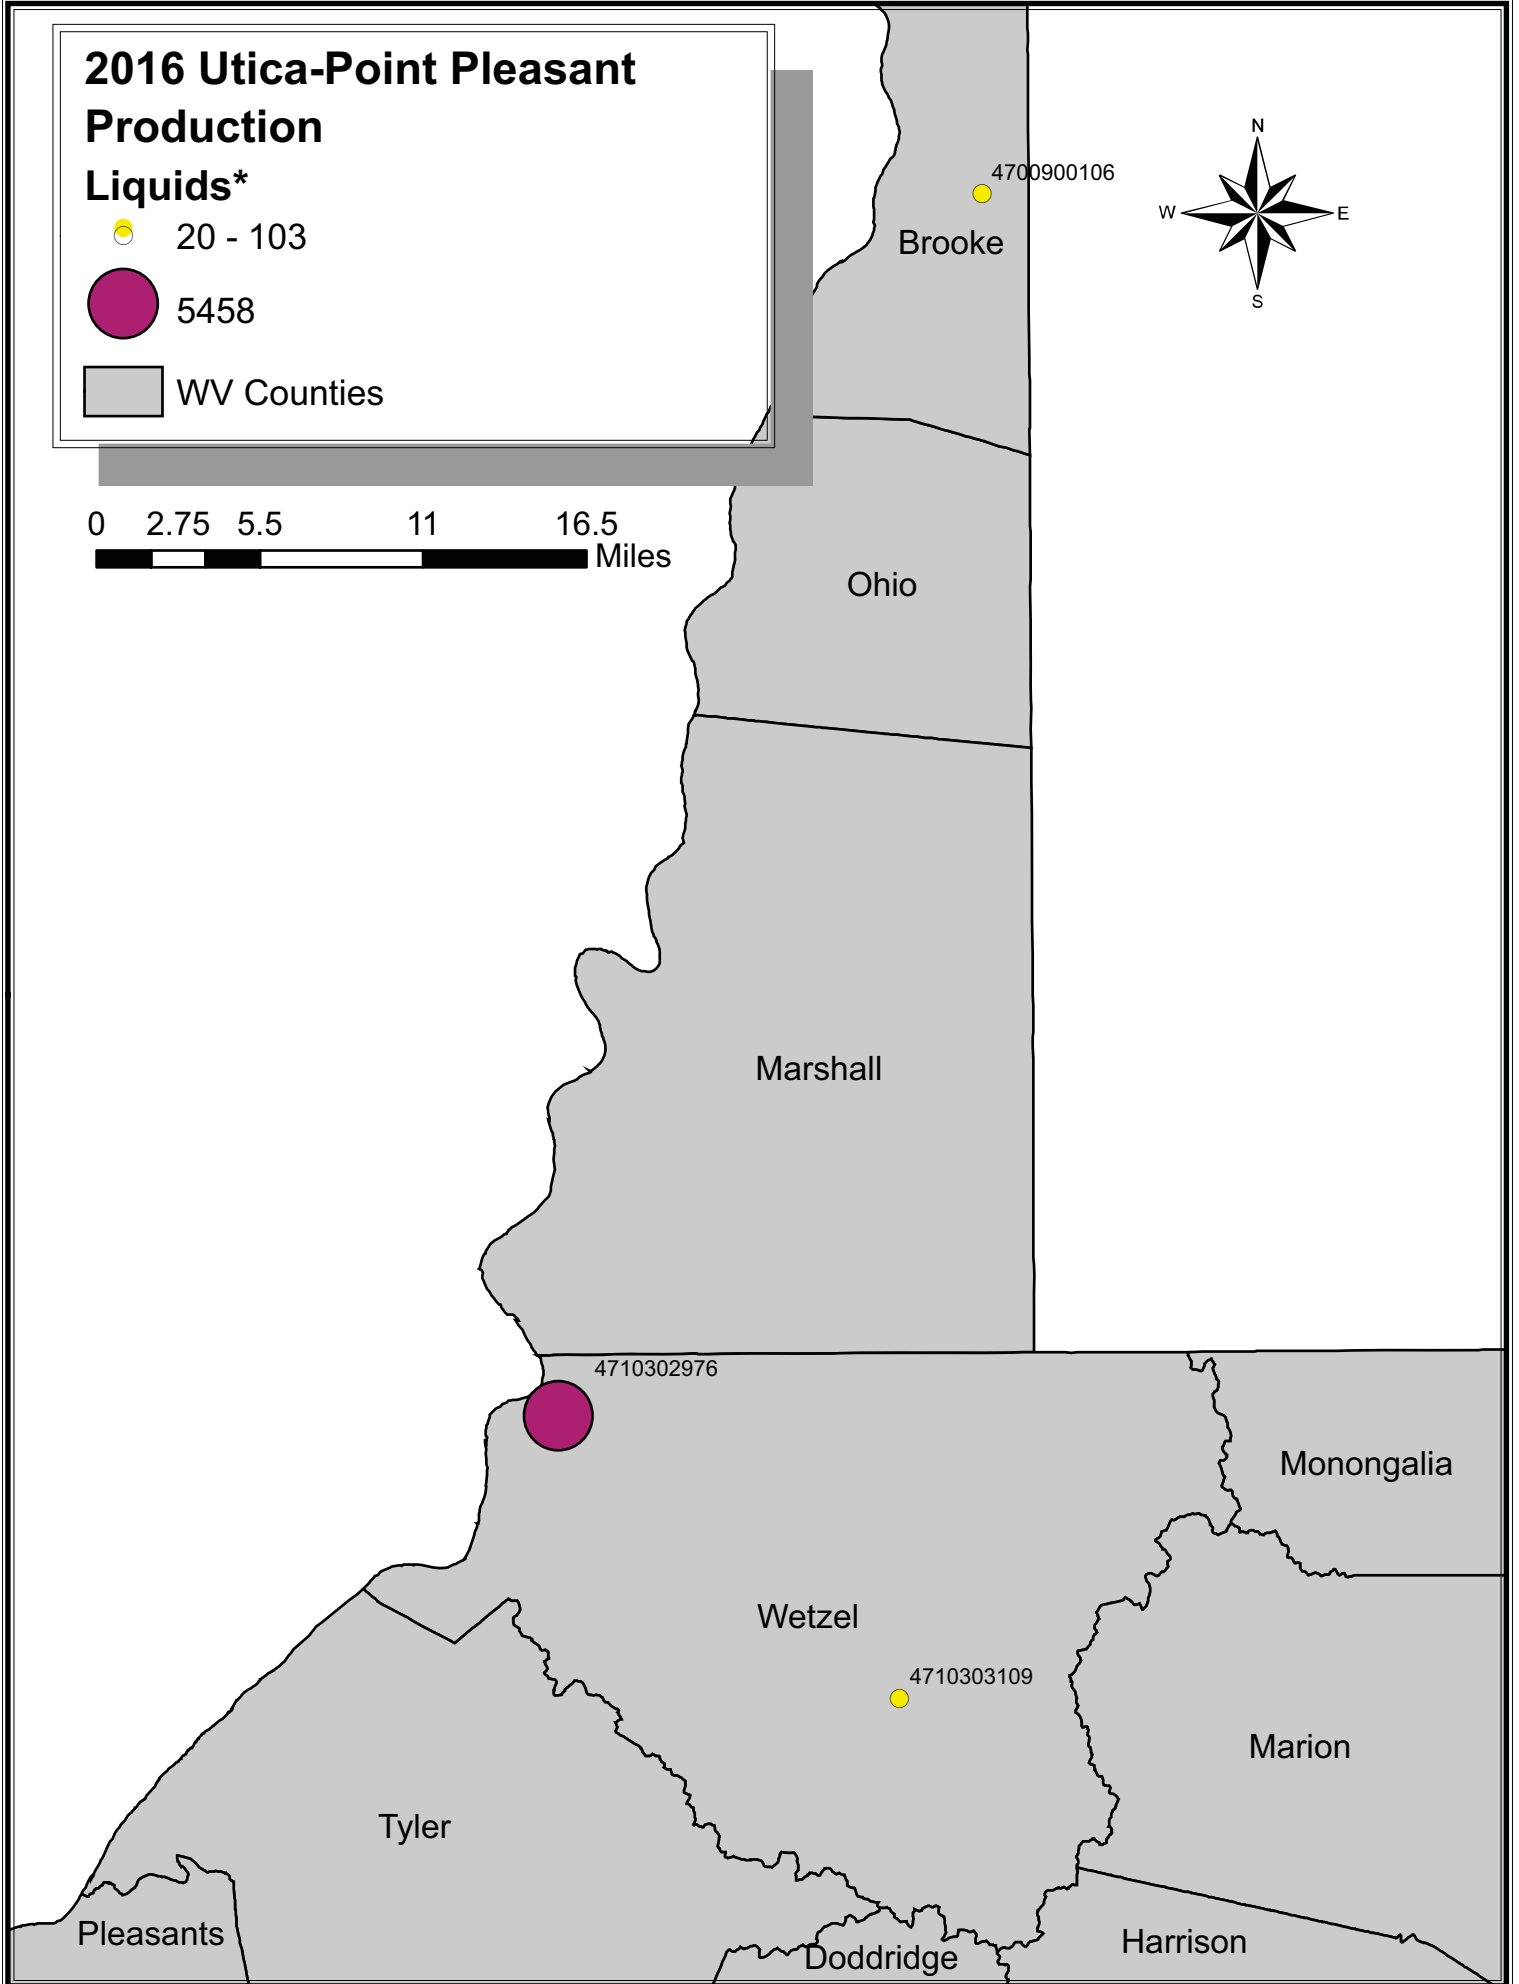 2016 Utica-Point Pleasant
Production
Liquids*
20 - 103
5458
WV Counties
0 2.75 5.5 11 16.5
Miles
N
W E
S
4700900106
Brooke
Ohio
Marshall
4710302976
Monongalia
Wetzel
4710303109
Marion
Tyler
Pleasants
Doddridge
Harrison